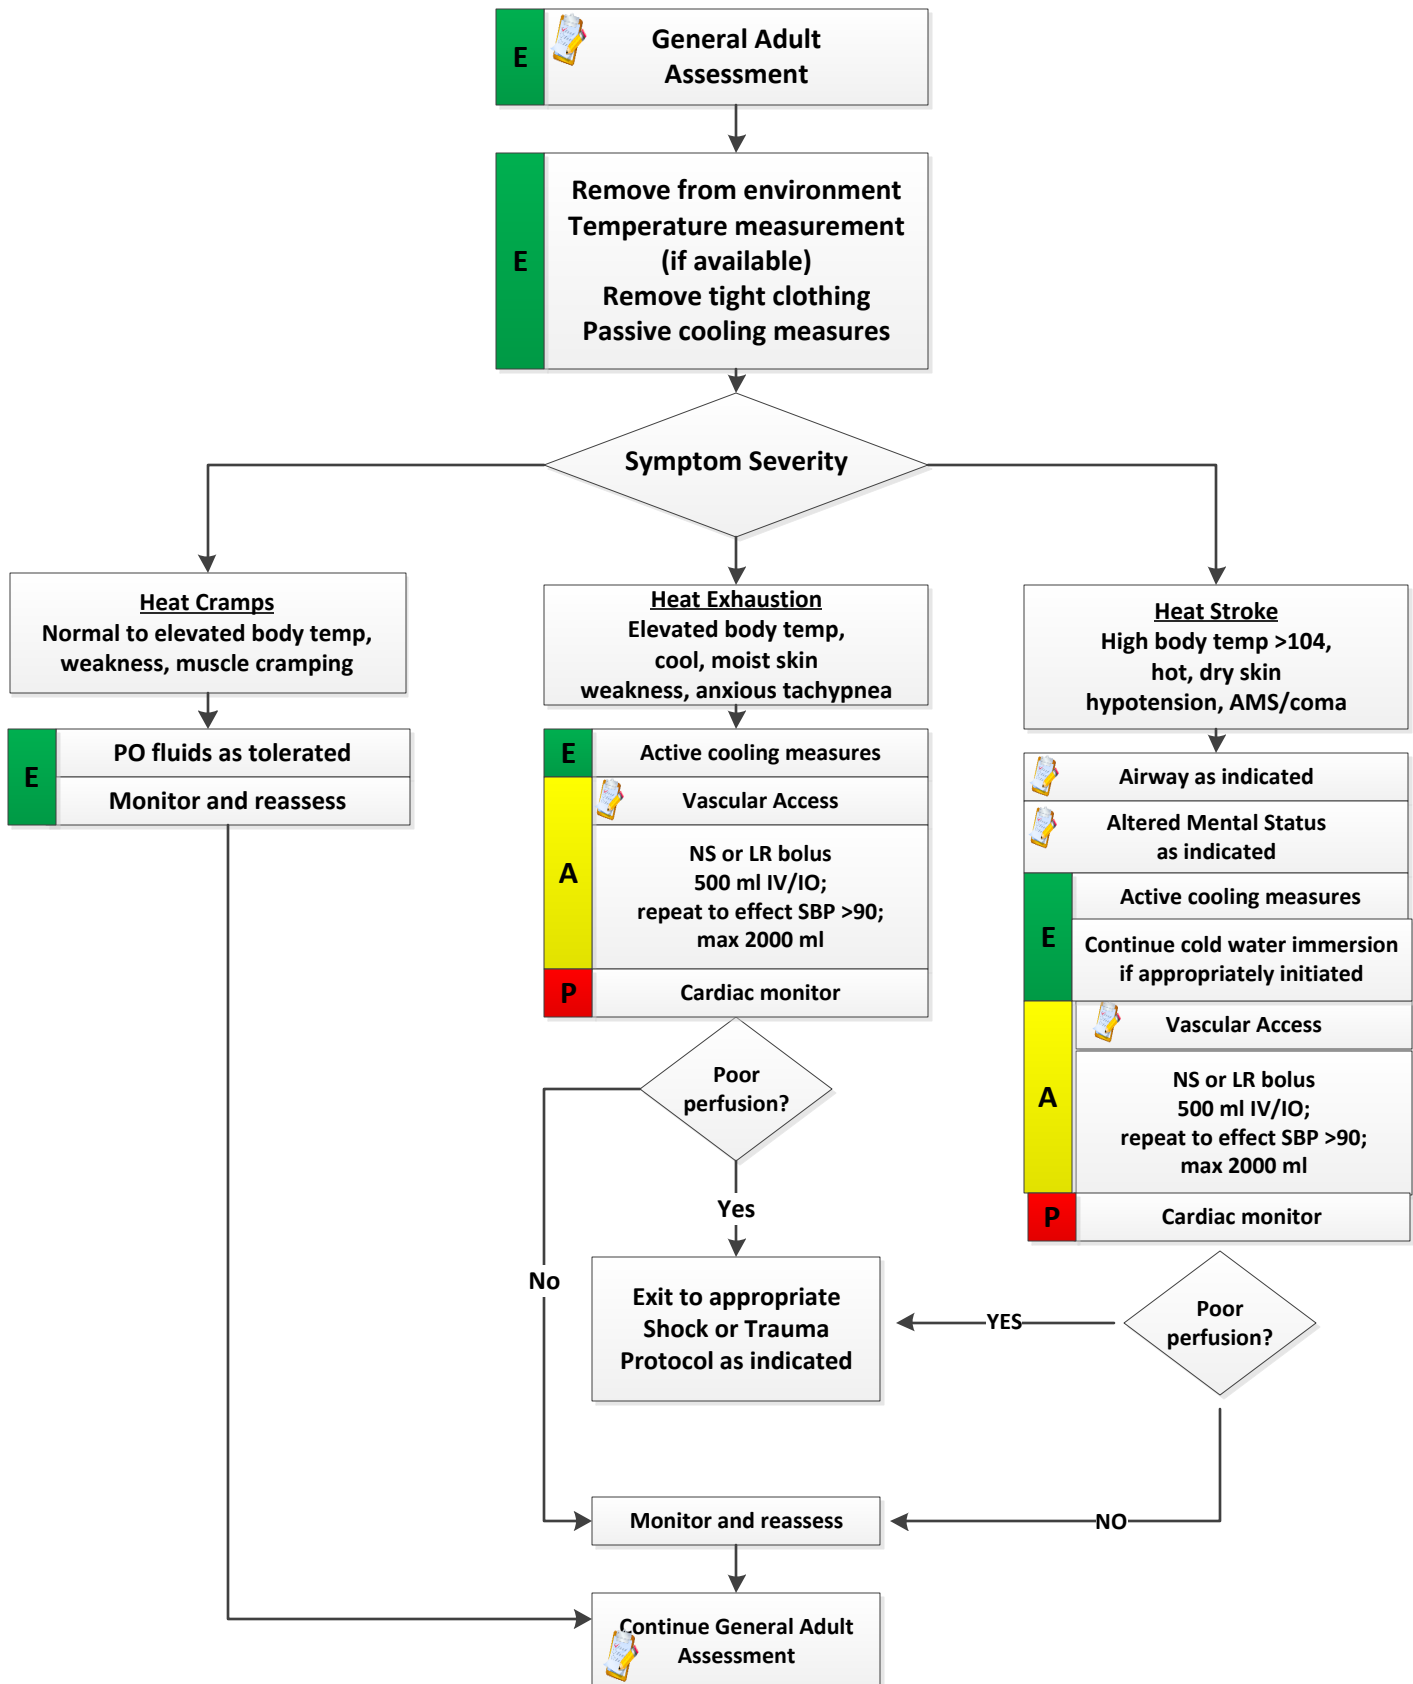 E
General Adult
Assessment
E
Remove from environment
Temperature measurement
(if available)
Remove tight clothing
Passive cooling measures
Symptom Severity
Heat Cramps
Normal to elevated body temp,
weakness, muscle cramping
E
PO fluids as tolerated
Monitor and reassess
Heat Exhaustion
Elevated body temp,
cool, moist skin
weakness, anxious tachypnea
E
Active cooling measures
A
Vascular Access
NS or LR bolus
500 ml IV/IO;
repeat to effect SBP >90;
max 2000 ml
P
Cardiac monitor
Poor
perfusion?
Yes
No
Exit to appropriate
Shock or Trauma
Protocol as indicated
Heat Stroke
High body temp >104,
hot, dry skin
hypotension, AMS/coma
Airway as indicated
Altered Mental Status
as indicated
E
Active cooling measures
Continue cold water immersion
if appropriately initiated
A
Vascular Access
NS or LR bolus
500 ml IV/IO;
repeat to effect SBP >90;
max 2000 ml
P
Cardiac monitor
Poor
perfusion?
YES
NO
Monitor and reassess
Continue General Adult
Assessment